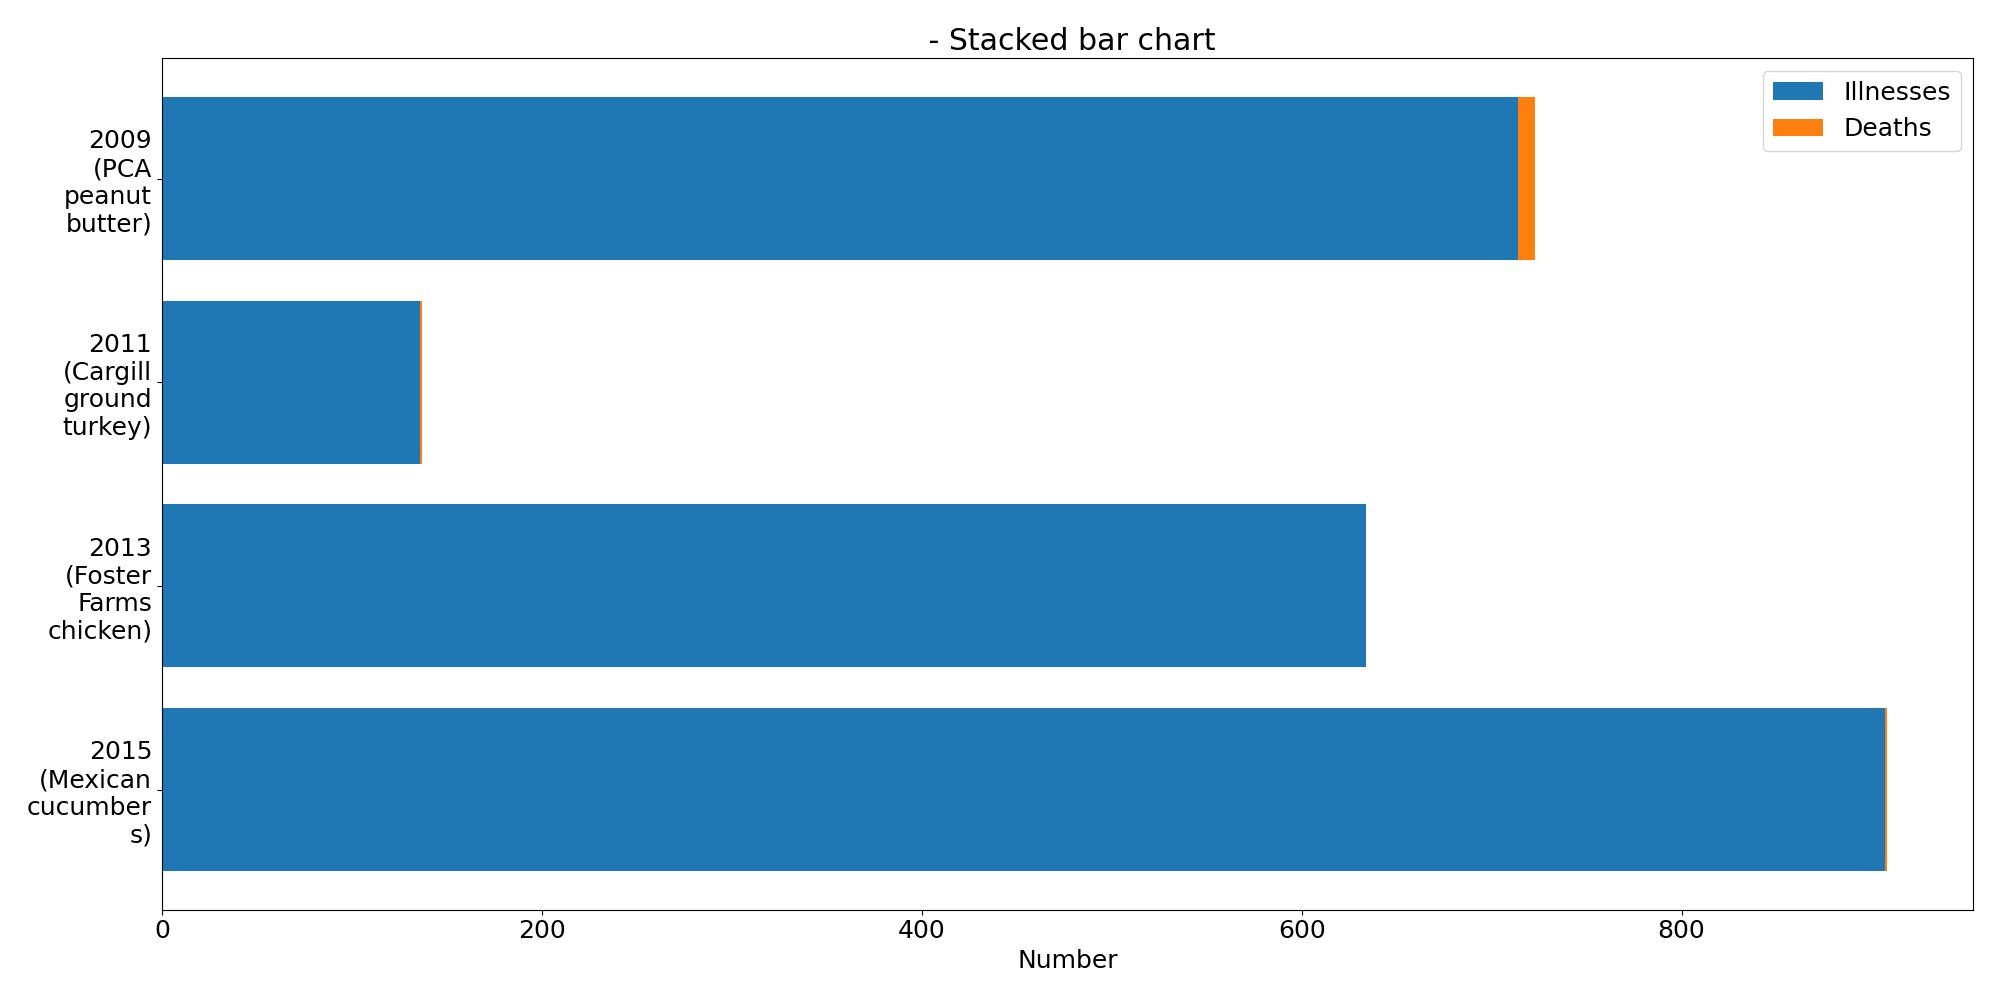 - Stacked bar chart
Illnesses
Deaths
2009
(PCA
peanut
butter)
2011
(Cargill
ground
turkey)
2013
(Foster
Farms
chicken)
2015
(Mexican
cucumber
s)
0 200 400 600 800
Number